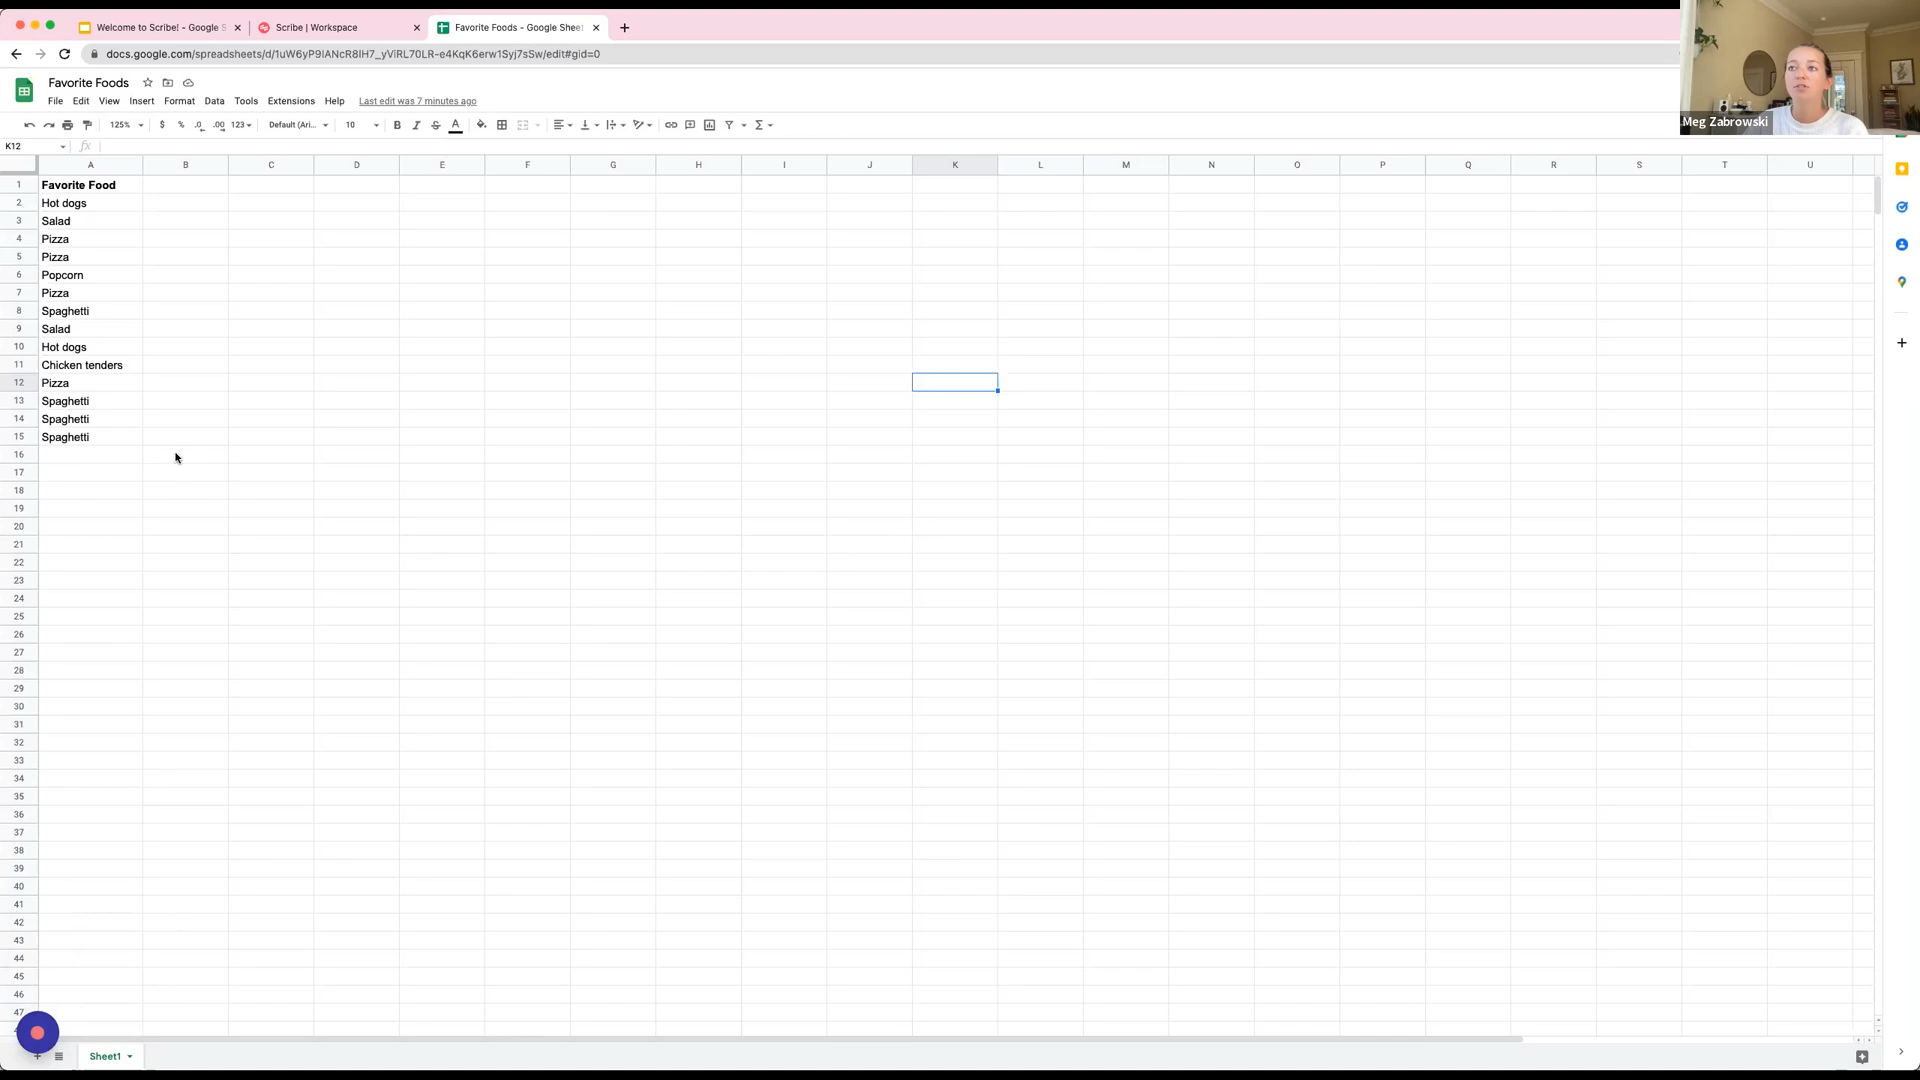 Welcome to Scribe! - Google S
Scribe | Workspace
Favorite Foods - Google Sheet
docs.google.com/spreadsheets/d/1uW6yP9IANcR8IH7_yViRL70LR-e4KqK6erw1Syj7sSw/edit#gid=0
Meg Zabrowski
Favorite Foods
File Edit View Insert Format Data Tools Extensions Help Last edit was 7 minutes ago
125% $ % .0 .00 123 Default (Ari... 10 B I S A Σ
K12 fx
A B C D E F G H I J K L M N O P Q R S T U
1 Favorite Food
2 Hot dogs
3 Salad
4 Pizza
5 Pizza
6 Popcorn
7 Pizza
8 Spaghetti
9 Salad
10 Hot dogs
11 Chicken tenders
12 Pizza
13 Spaghetti
14 Spaghetti
15 Spaghetti
16
17
18
19
20
21
22
23
24
25
26
27
28
29
30
31
32
33
34
35
36
37
38
39
40
41
42
43
44
45
46
47
Sheet1